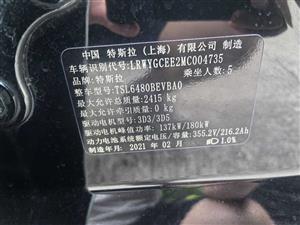 中国 特斯拉（上海）有限公司 制造
车辆识别代号:LRWYGCEE2MC004735
品牌:特斯拉 乘坐人数:5
整车型号:TSL6480BEVBA0
最大允许总质量:2415 kg
最大允许牵引质量:0 kg
驱动电机型号:3D3/3D5
驱动电机峰值功率:137kW/180kW
动力电池系统额定电压/容量:355.2V/216.2Ah
制造年月:2021 年 02 月 1.0%